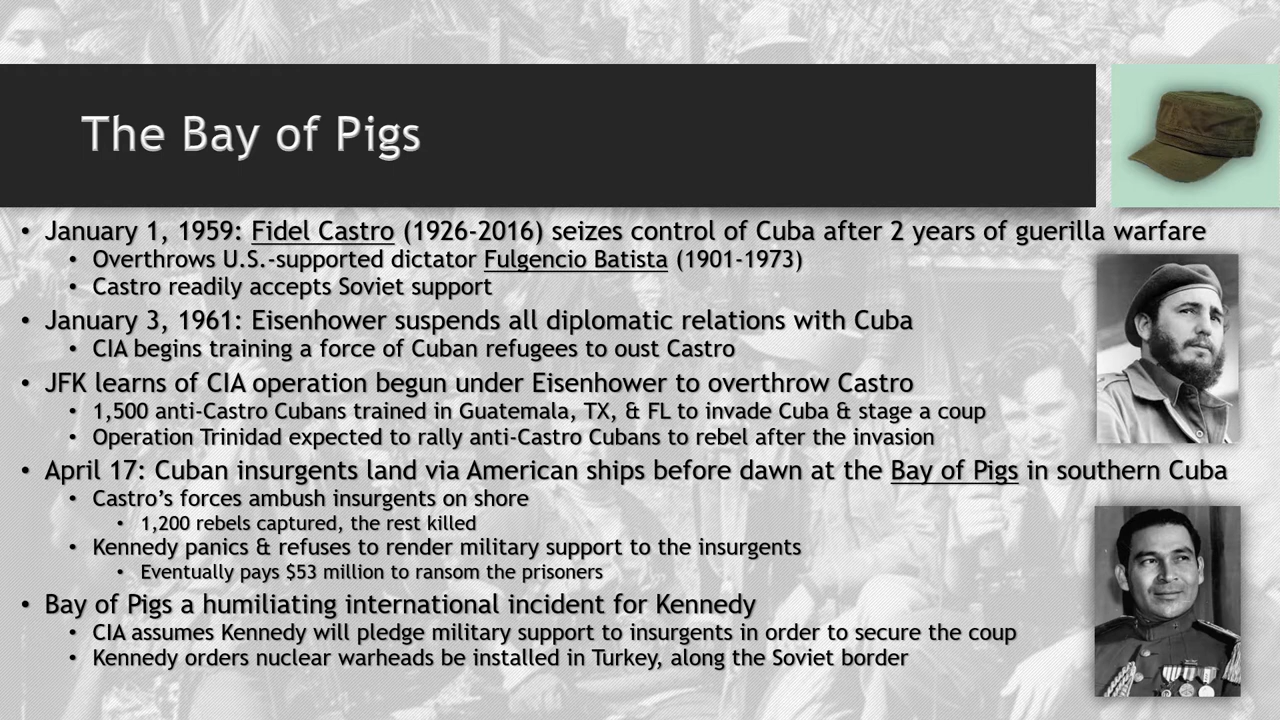 The Bay of Pigs
• January 1, 1959: Fidel Castro (1926-2016) seizes control of Cuba after 2 years of guerilla warfare
• Overthrows U.S.-supported dictator Fulgencio Batista (1901-1973)
• Castro readily accepts Soviet support
• January 3, 1961: Eisenhower suspends all diplomatic relations with Cuba
• CIA begins training a force of Cuban refugees to oust Castro
• JFK learns of CIA operation begun under Eisenhower to overthrow Castro
• 1,500 anti-Castro Cubans trained in Guatemala, TX, & FL to invade Cuba & stage a coup
• Operation Trinidad expected to rally anti-Castro Cubans to rebel after the invasion
• April 17: Cuban insurgents land via American ships before dawn at the Bay of Pigs in southern Cuba
• Castro’s forces ambush insurgents on shore
• 1,200 rebels captured, the rest killed
• Kennedy panics & refuses to render military support to the insurgents
• Eventually pays $53 million to ransom the prisoners
• Bay of Pigs a humiliating international incident for Kennedy
• CIA assumes Kennedy will pledge military support to insurgents in order to secure the coup
• Kennedy orders nuclear warheads be installed in Turkey, along the Soviet border